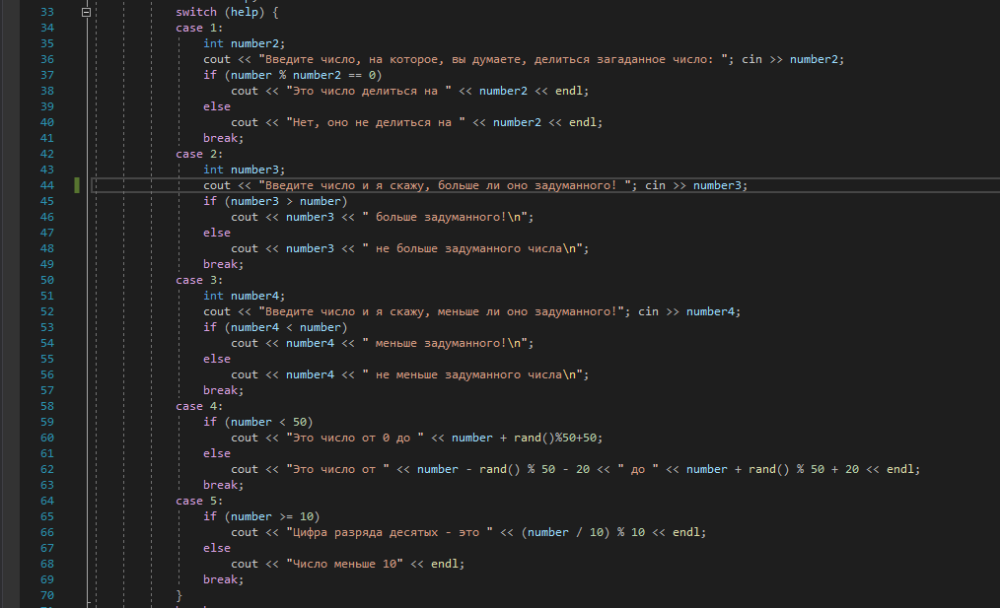 33 switch (help) {
34 case 1:
35 int number2;
36 cout << "Введите число, на которое, вы думаете, делиться загаданное число: "; cin >> number2;
37 if (number % number2 == 0)
38 cout << "Это число делиться на " << number2 << endl;
39 else
40 cout << "Нет, оно не делиться на " << number2 << endl;
41 break;
42 case 2:
43 int number3;
44 cout << "Введите число и я скажу, больше ли оно задуманного! "; cin >> number3;
45 if (number3 > number)
46 cout << number3 << " больше задуманного!\n";
47 else
48 cout << number3 << " не больше задуманного числа\n";
49 break;
50 case 3:
51 int number4;
52 cout << "Введите число и я скажу, меньше ли оно задуманного!"; cin >> number4;
53 if (number4 < number)
54 cout << number4 << " меньше задуманного!\n";
55 else
56 cout << number4 << " не меньше задуманного числа\n";
57 break;
58 case 4:
59 if (number < 50)
60 cout << "Это число от 0 до " << number + rand()%50+50;
61 else
62 cout << "Это число от " << number - rand() % 50 - 20 << " до " << number + rand() % 50 + 20 << endl;
63 break;
64 case 5:
65 if (number >= 10)
66 cout << "Цифра разряда десятых - это " << (number / 10) % 10 << endl;
67 else
68 cout << "Число меньше 10" << endl;
69 break;
70 }